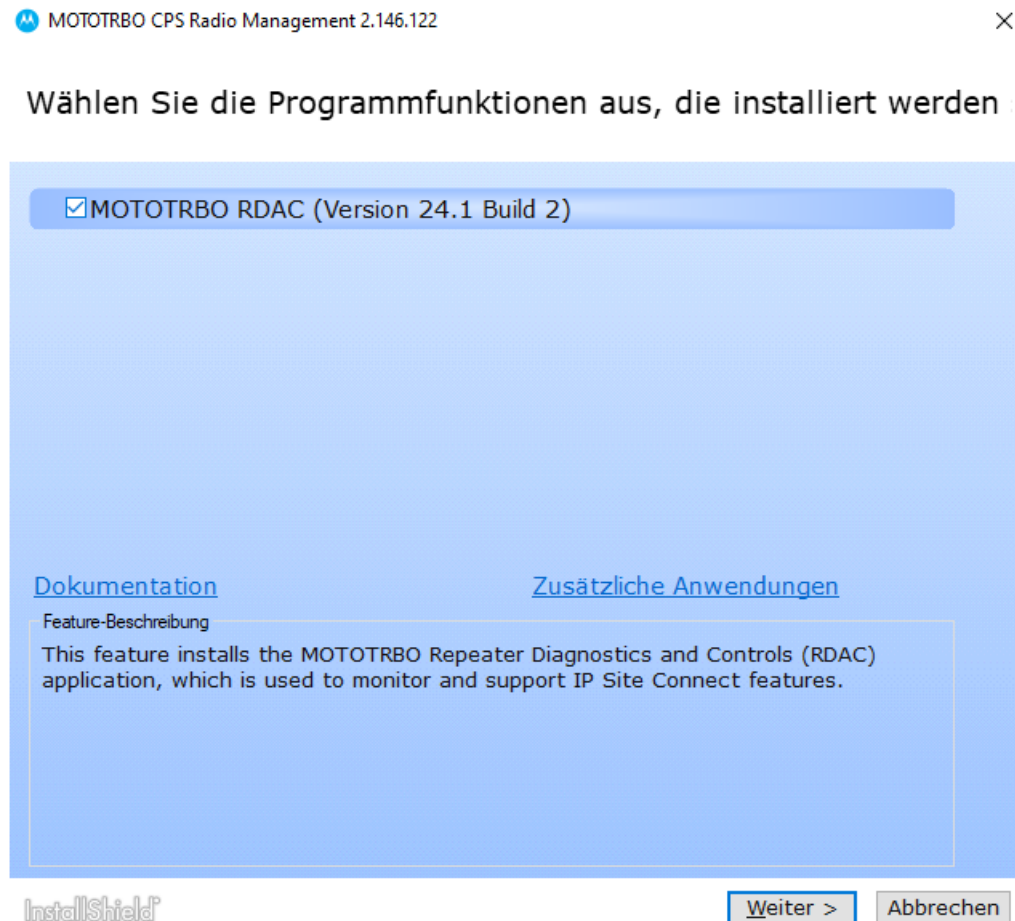 MOTOTRBO CPS Radio Management 2.146.122
Wählen Sie die Programmfunktionen aus, die installiert werden
MOTOTRBO RDAC (Version 24.1 Build 2)
Dokumentation
Zusätzliche Anwendungen
Feature-Beschreibung
This feature installs the MOTOTRBO Repeater Diagnostics and Controls (RDAC)
application, which is used to monitor and support IP Site Connect features.
InstallShield
Weiter >
Abbrechen